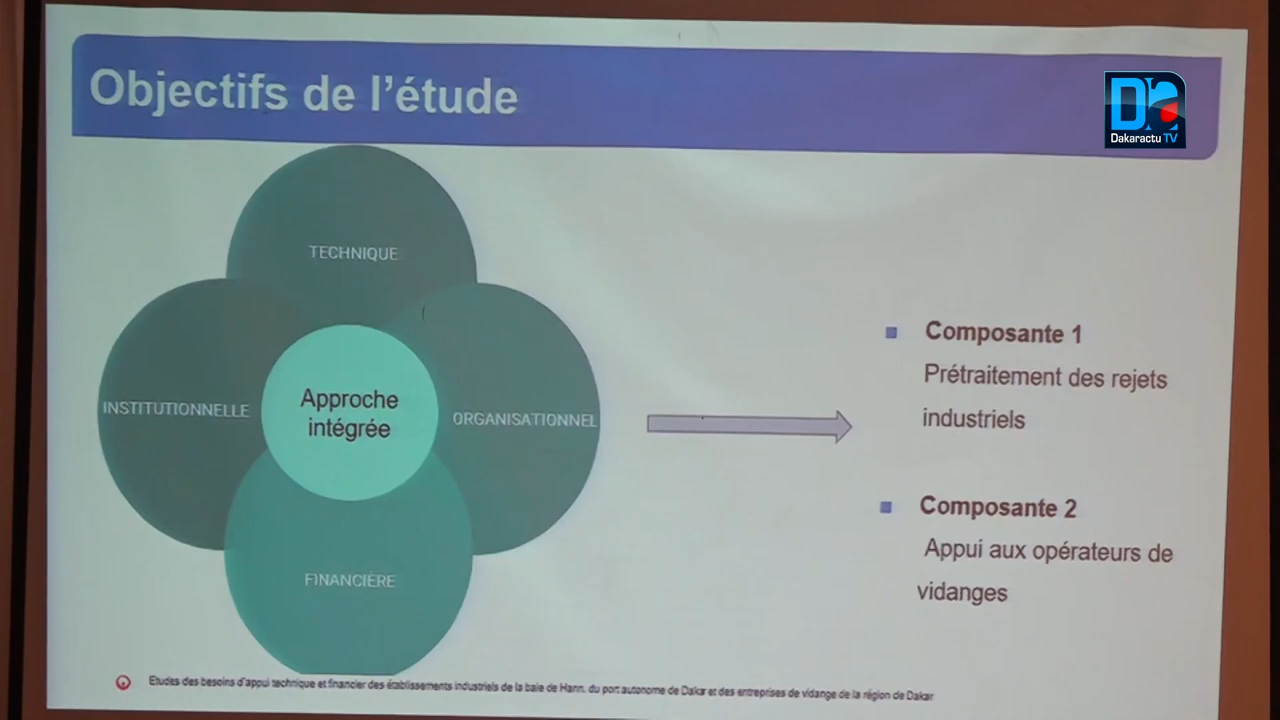 Objectifs de l'étude
Dakaractu TV
TECHNIQUE
INSTITUTIONNELLE
Approche
intégrée
ORGANISATIONNEL
FINANCIÈRE
Composante 1
Prétraitement des rejets
industriels
Composante 2
Appui aux opérateurs de
vidanges
Etudes des besoins d'appui technique et financier des établissements industriels de la baie de Hann, du port autonome de Dakar et des entreprises de vidange de la région de Dakar